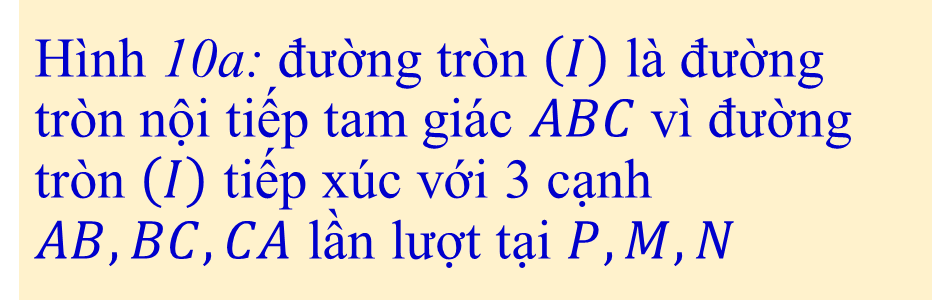 Hình 10a: đường tròn (I) là đường
tròn nội tiếp tam giác ABC vì đường
tròn (I) tiếp xúc với 3 cạnh
AB, BC, CA lần lượt tại P, M, N